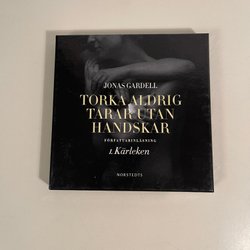 JONAS GARDELL
TORKA ALDRIG
TÅRAR UTAN
HANDSKAR
FÖRFATTARINLÄSNING
1. Kärleken
NORSTEDTS